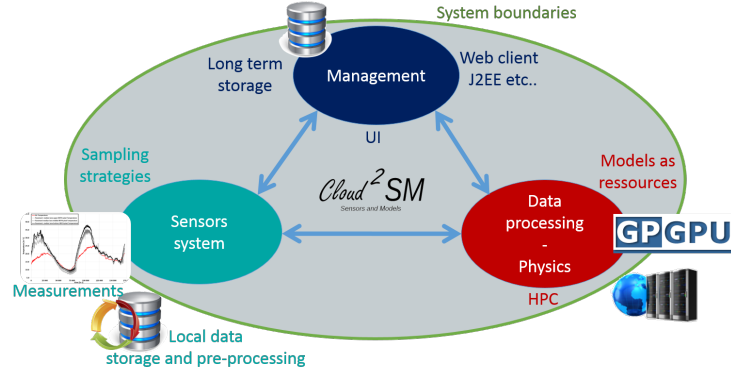 System boundaries
Long term
storage
Management
Web client
J2EE etc..
UI
Sampling
strategies
Models as
ressources
Cloud2SM
Sensors and Models
Sensors
system
Data
processing
-
Physics
GPGPU
HPC
Measurements
Local data
storage and pre-processing